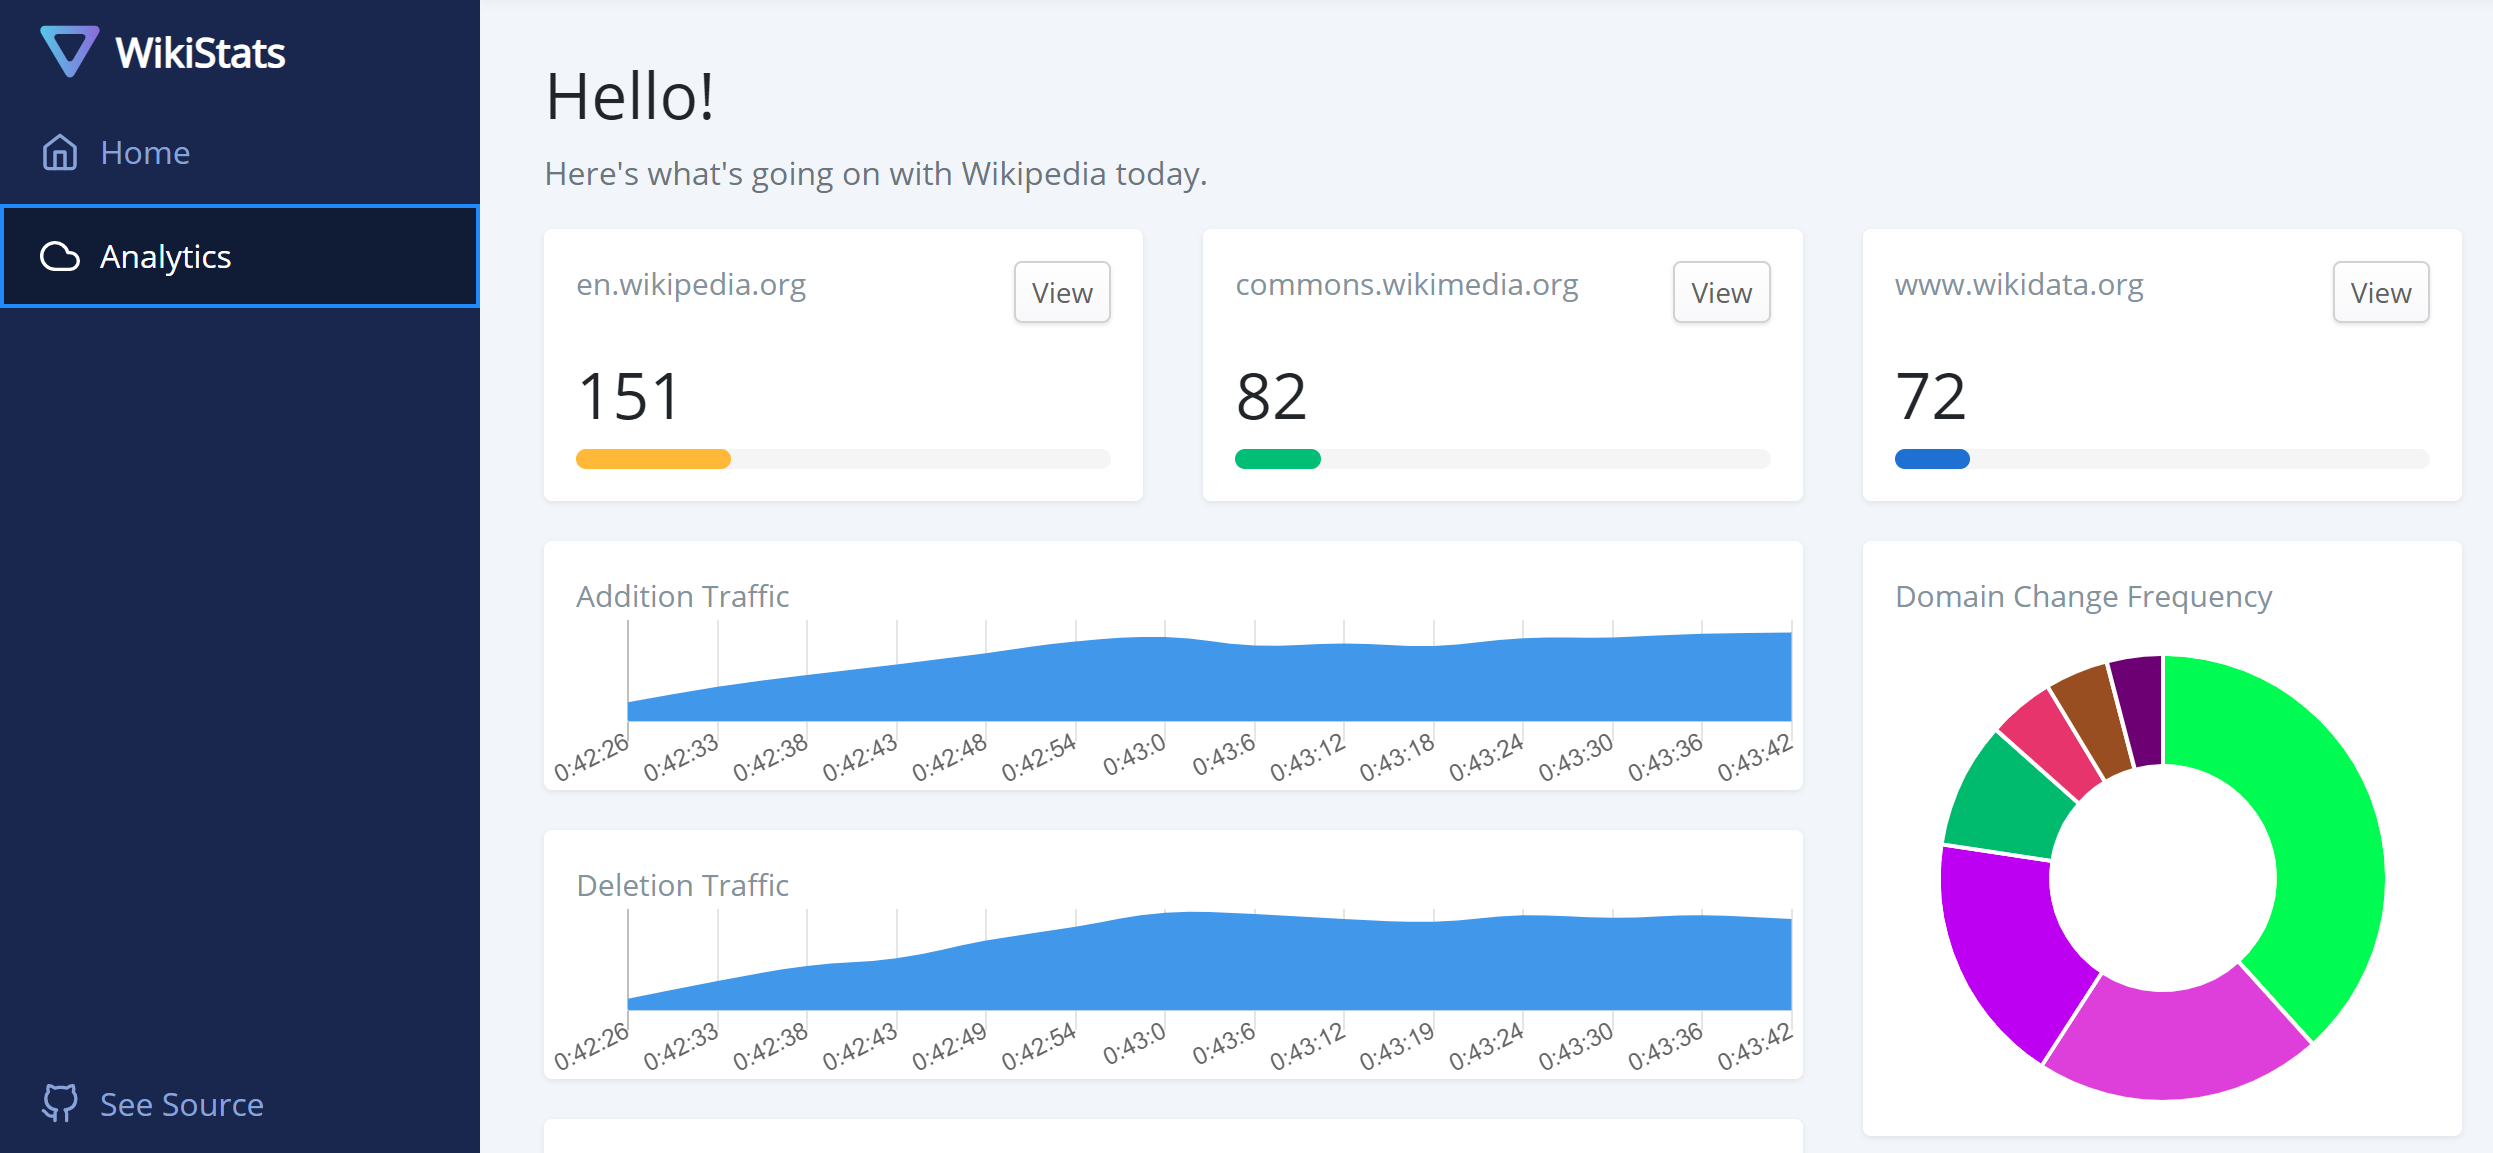 WikiStats
Home
Analytics
See Source
Hello!
Here's what's going on with Wikipedia today.
en.wikipedia.org
View
151
commons.wikimedia.org
View
82
www.wikidata.org
View
72
Addition Traffic
0:42:26 0:42:33 0:42:38 0:42:43 0:42:48 0:42:54 0:43:0 0:43:6 0:43:12 0:43:18 0:43:24 0:43:30 0:43:36 0:43:42
Deletion Traffic
0:42:26 0:42:33 0:42:38 0:42:43 0:42:49 0:42:54 0:43:0 0:43:6 0:43:12 0:43:19 0:43:24 0:43:30 0:43:36 0:43:42
Domain Change Frequency